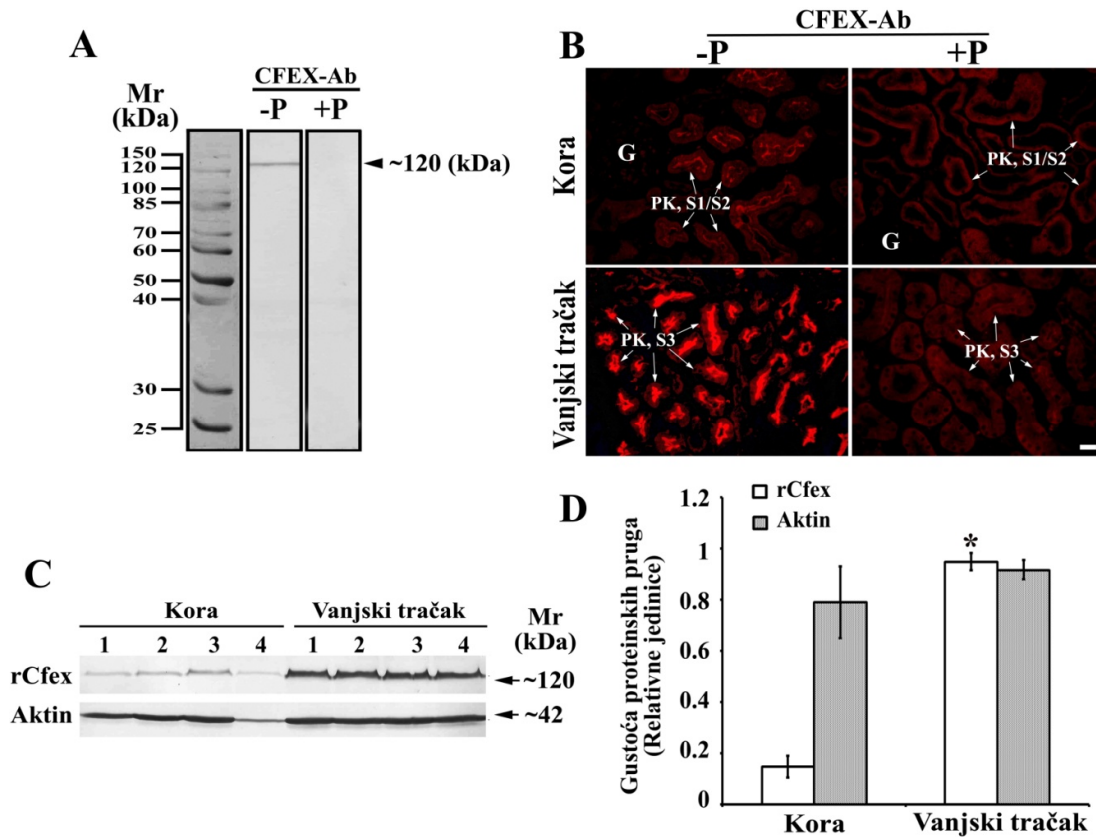 A
Mr
(kDa)
CFEX-Ab
-P +P
150
120
100
85
70
60
50
40
30
25
~120 (kDa)
B
CFEX-Ab
-P +P
Kora
G
PK, S1/S2
G
PK, S1/S2
Vanjski tračak
PK, S3
PK, S3
C
Kora Vanjski tračak
Mr
(kDa)
1 2 3 4 1 2 3 4
rCfex ~120
Aktin ~42
D
rCfex
Aktin
Gustoća proteinskih pruga
(Relativne jedinice)
1.2
1
0.8
0.6
0.4
0.2
0
*
Kora Vanjski tračak